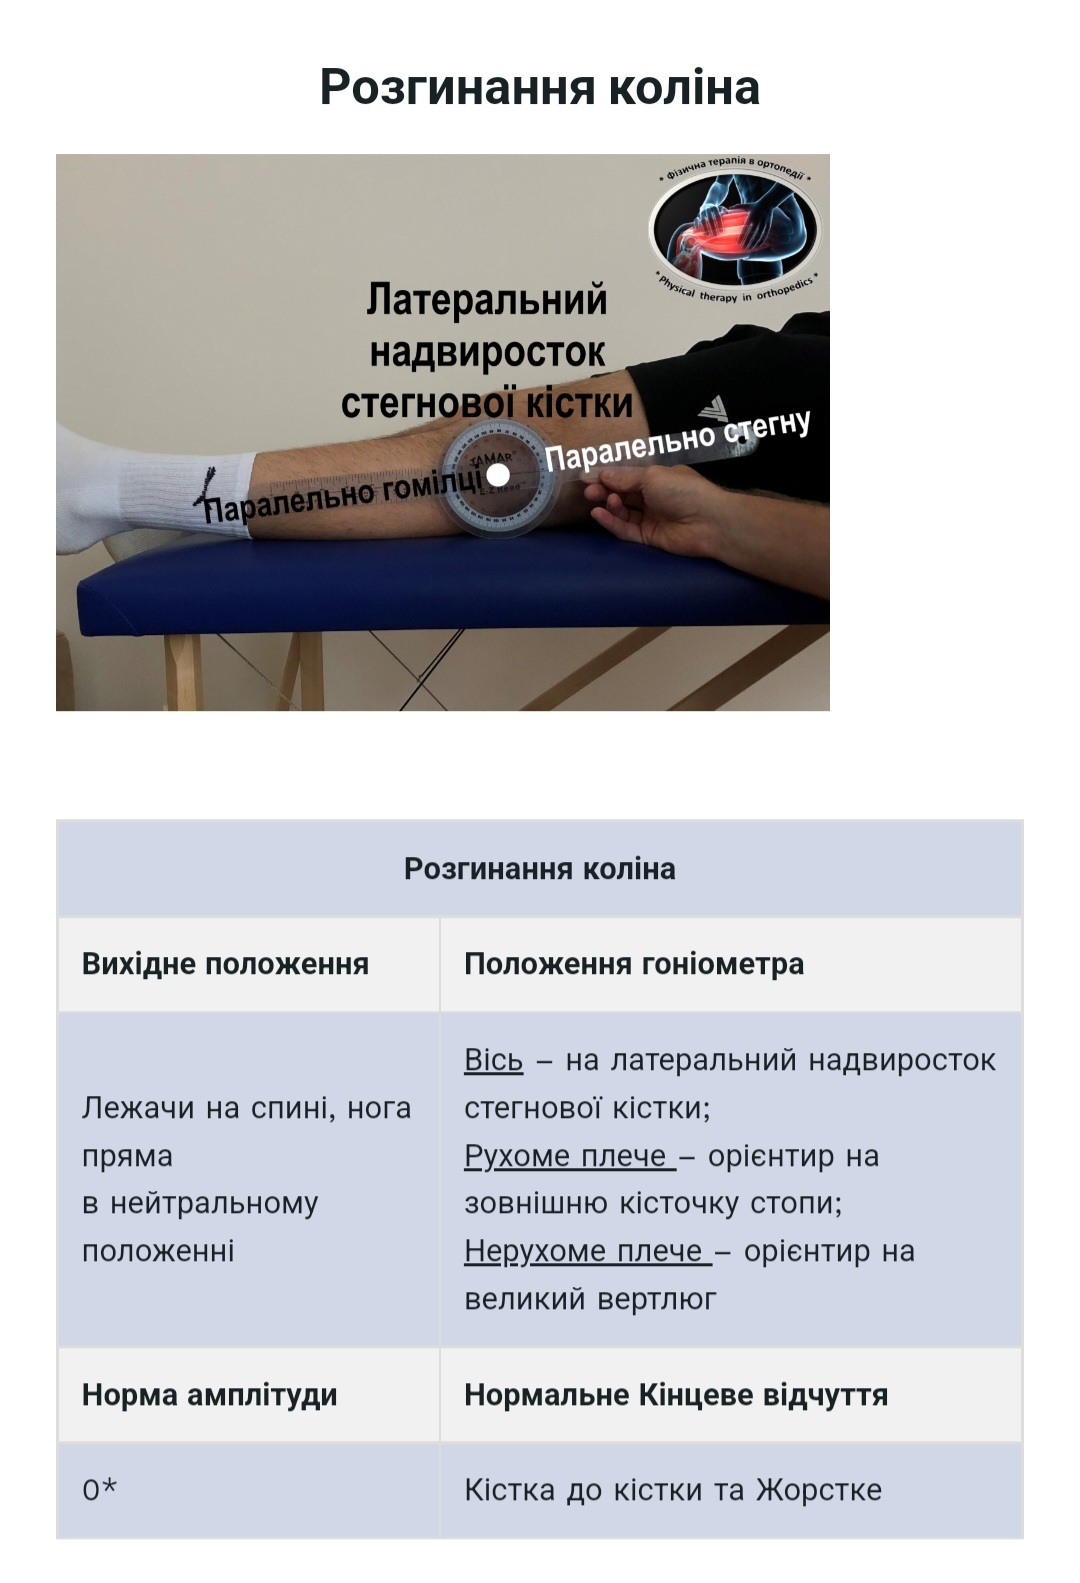 Розгинання коліна
* Фізична терапія в ортопедії *
* Physical therapy in orthopedics *
Латеральний
надвиросток
стегнової кістки
Паралельно стегну
JAMAR
E-Z Read
Паралельно гомілці
Розгинання коліна
Вихідне положення
Положення гоніометра
Лежачи на спині, нога
пряма
в нейтральному
положенні
Вісь – на латеральний надвиросток
стегнової кістки;
Рухоме плече – орієнтир на
зовнішню кісточку стопи;
Нерухоме плече – орієнтир на
великий вертлюг
Норма амплітуди
Нормальне Кінцеве відчуття
0*
Кістка до кістки та Жорстке